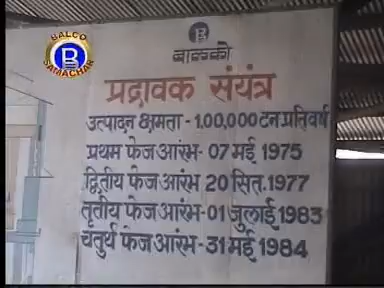 BALCO
SAMACHAR
B
B
बालको
प्रद्रावक संयंत्र
उत्पादन क्षमता - 1,00,000 टन प्रतिवर्ष
प्रथम फेज आरंभ - 07 मई 1975
द्वितीय फेज आरंभ 20 सित. 1977
तृतीय फेज आरंभ - 01 जुलाई 1983
चतुर्थ फेज आरंभ - 31 मई 1984